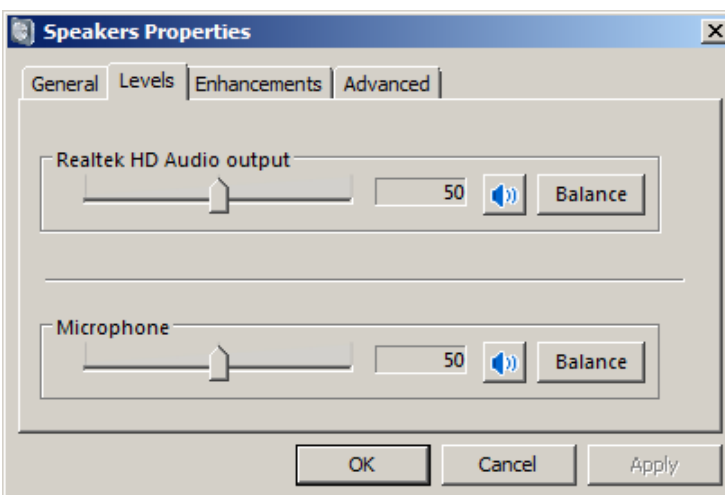 Speakers Properties
General Levels Enhancements Advanced
Realtek HD Audio output
50 Balance
Microphone
50 Balance
OK Cancel Apply